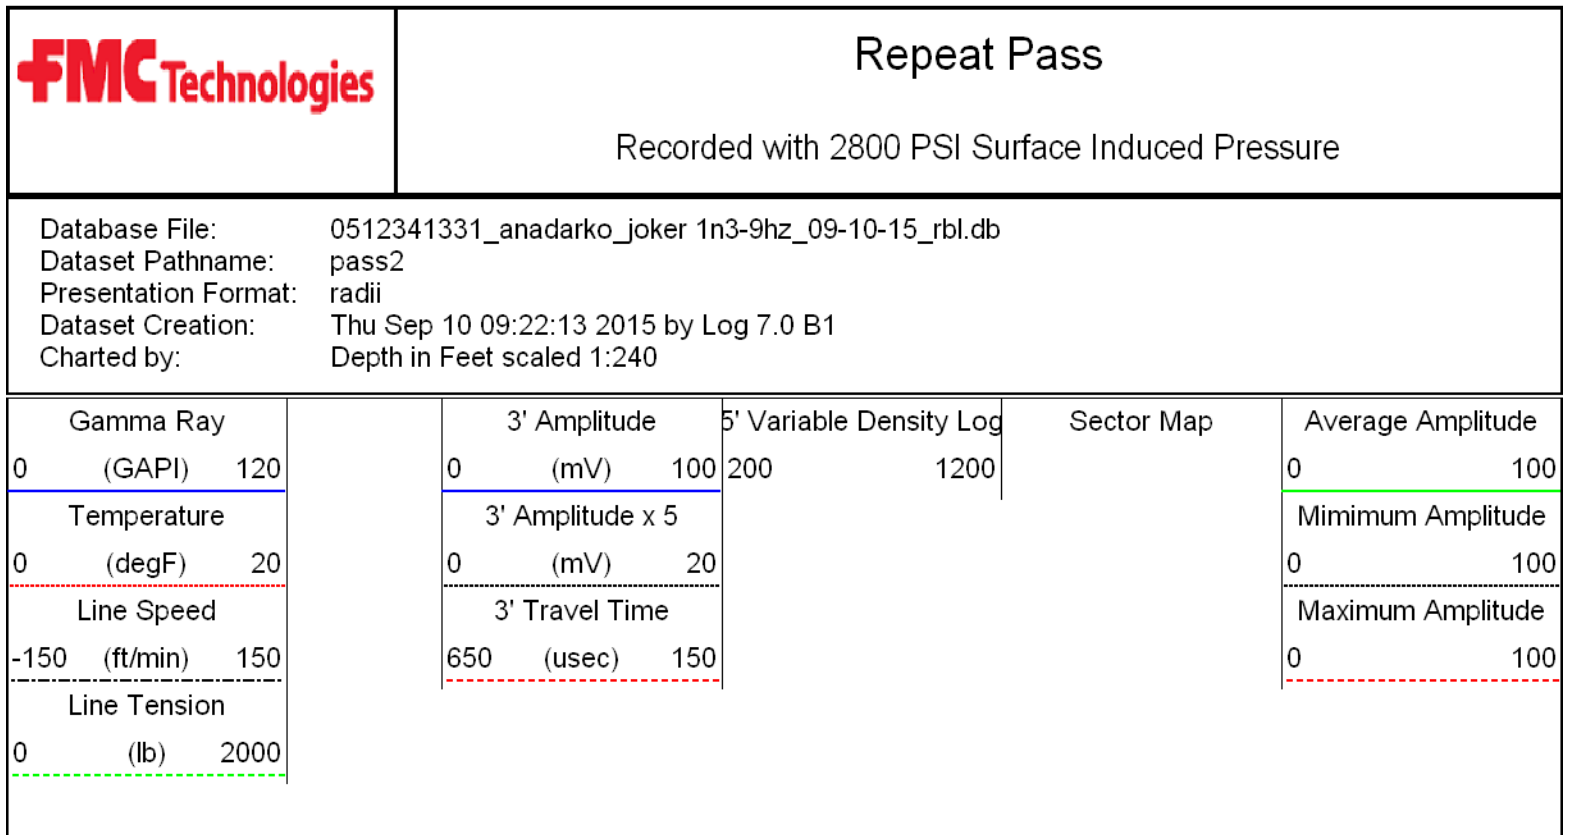 FMC Technologies
Repeat Pass
Recorded with 2800 PSI Surface Induced Pressure
Database File: 0512341331_anadarko_joker 1n3-9hz_09-10-15_rbl.db
Dataset Pathname: pass2
Presentation Format: radii
Dataset Creation: Thu Sep 10 09:22:13 2015 by Log 7.0 B1
Charted by: Depth in Feet scaled 1:240
Gamma Ray
0 (GAPI) 120
Temperature
0 (degF) 20
Line Speed
-150 (ft/min) 150
Line Tension
0 (lb) 2000
3' Amplitude
0 (mV) 100
3' Amplitude x 5
0 (mV) 20
3' Travel Time
650 (usec) 150
5' Variable Density Log
200 1200
Sector Map
Average Amplitude
0 100
Mimimum Amplitude
0 100
Maximum Amplitude
0 100